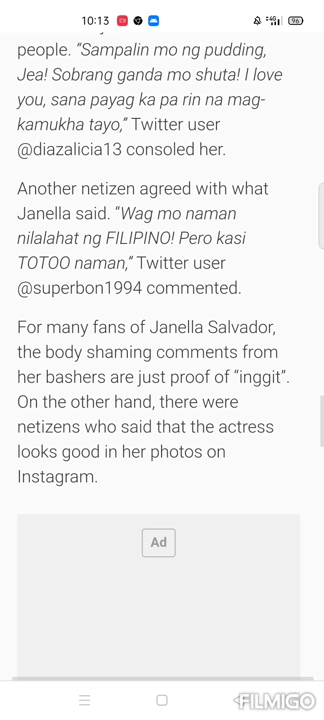 10:13
4G
96
people. “Sampalin mo ng pudding,
Jea! Sobrang ganda mo shuta! I love
you, sana payag ka pa rin na mag-
kamukha tayo,” Twitter user
@diazalicia13 consoled her.
Another netizen agreed with what
Janella said. “Wag mo naman
nilalahat ng FILIPINO! Pero kasi
TOTOO naman,” Twitter user
@superbon1994 commented.
For many fans of Janella Salvador,
the body shaming comments from
her bashers are just proof of “inggit”.
On the other hand, there were
netizens who said that the actress
looks good in her photos on
Instagram.
Ad
FILMIGO